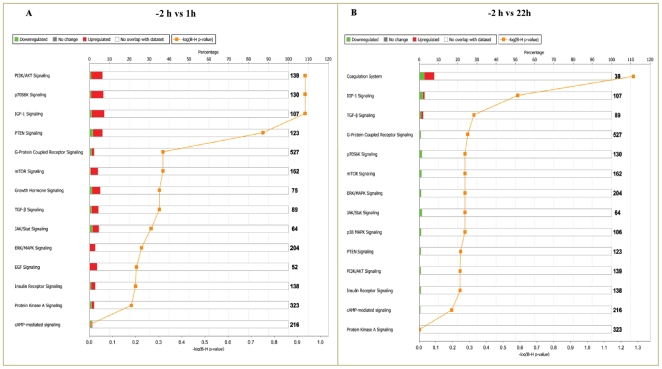 A
-2 h vs 1h
Downregulated No change Upregulated No overlap with dataset -log(B-H p-value)
Percentage
0 10 20 30 40 50 60 70 80 90 100 110
PI3K/AKT Signaling 139
p70S6K Signaling 130
IGF-1 Signaling 107
PTEN Signaling 123
G-Protein Coupled Receptor Signaling 527
mTOR Signaling 162
Growth Hormone Signaling 75
TGF-β Signaling 89
JAK/Stat Signaling 64
ERK/MAPK Signaling 204
EGF Signaling 52
Insulin Receptor Signaling 138
Protein Kinase A Signaling 323
cAMP-mediated signaling 216
0.0 0.1 0.2 0.3 0.4 0.5 0.6 0.7 0.8 0.9 1.0
-log(B-H p-value)
B
-2 h vs 22h
Downregulated No change Upregulated No overlap with dataset -log(B-H p-value)
Percentage
0 10 20 30 40 50 60 70 80 90 100 110
Coagulation System 38
IGF-1 Signaling 107
TGF-β Signaling 89
G-Protein Coupled Receptor Signaling 527
p70S6K Signaling 130
mTOR Signaling 162
ERK/MAPK Signaling 204
JAK/Stat Signaling 64
p38 MAPK Signaling 106
PTEN Signaling 123
PI3K/AKT Signaling 139
Insulin Receptor Signaling 138
cAMP-mediated signaling 216
Protein Kinase A Signaling 323
0.0 0.1 0.2 0.3 0.4 0.5 0.6 0.7 0.8 0.9 1.0 1.1
-log(B-H p-value)